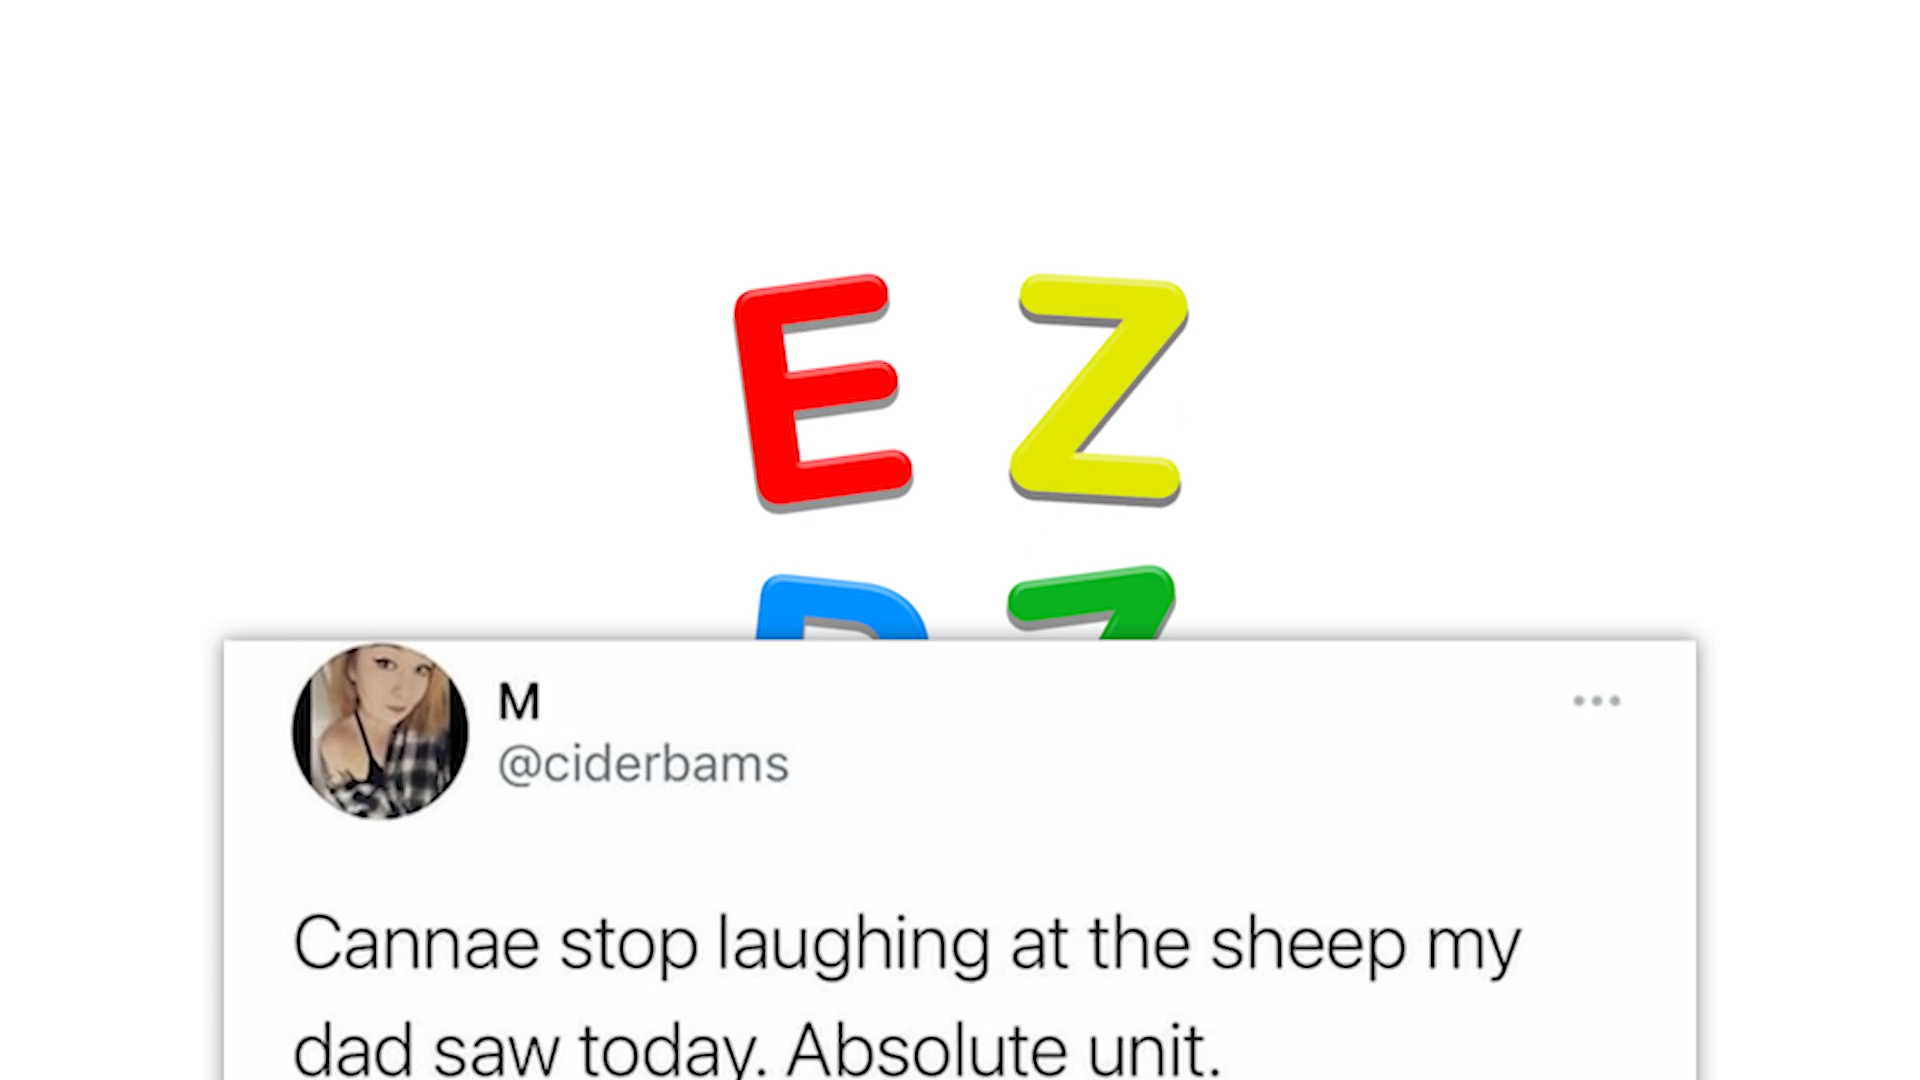 E Z
M
@ciderbams
Cannae stop laughing at the sheep my
dad saw today. Absolute unit.